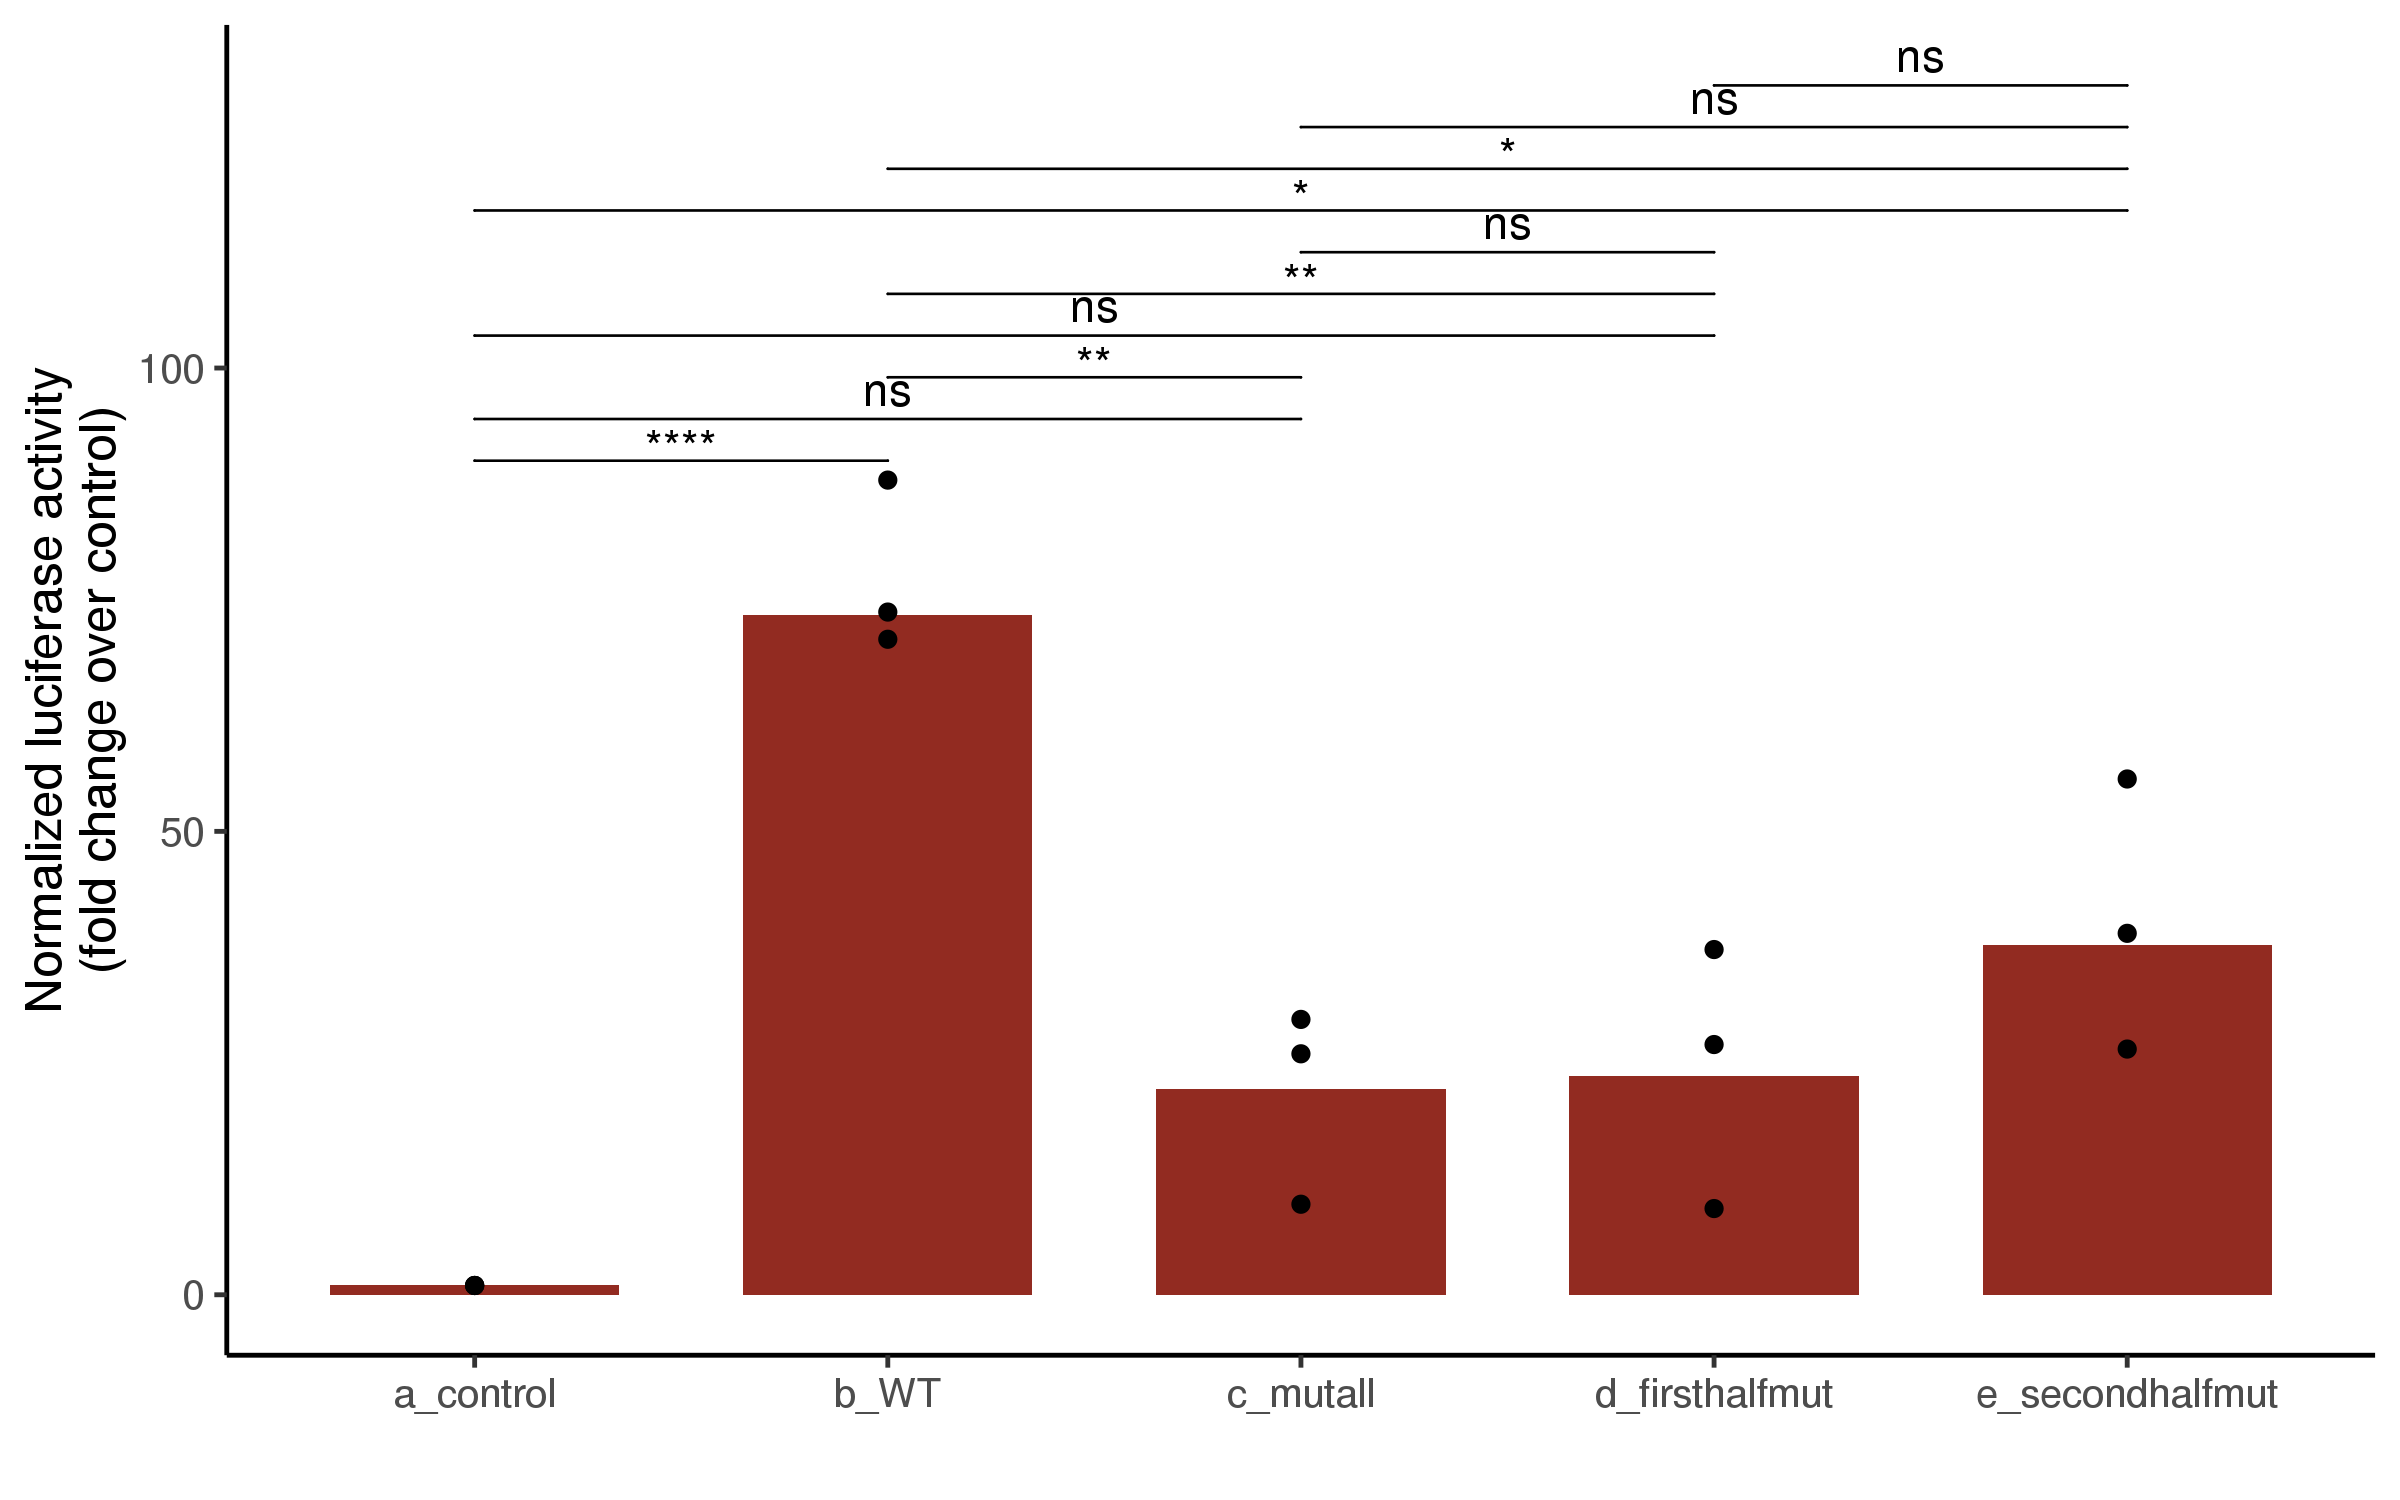 ns
ns
*
*
ns
**
ns
**
ns
****
Normalized luciferase activity
(fold change over control)
100
50
0
a_control
b_WT
c_mutall
d_firsthalfmut
e_secondhalfmut